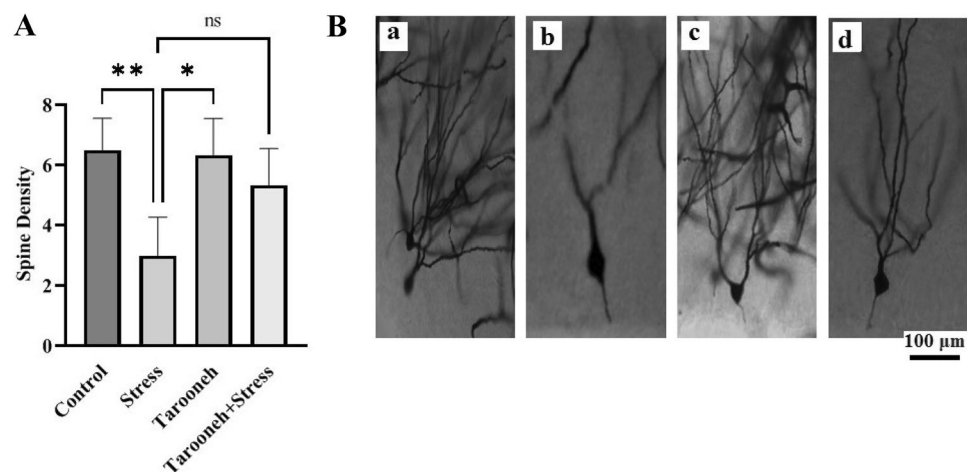 A
ns
**
*
8
6
4
2
0
Spine Density
Control
Stress
Tarooneh
Tarooneh+Stress
B
a
b
c
d
100 μm